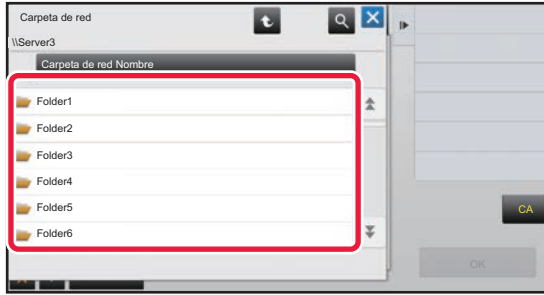 Carpeta de red
\\Server3
Carpeta de red Nombre
Folder1
Folder2
Folder3
Folder4
Folder5
Folder6
CA
OK